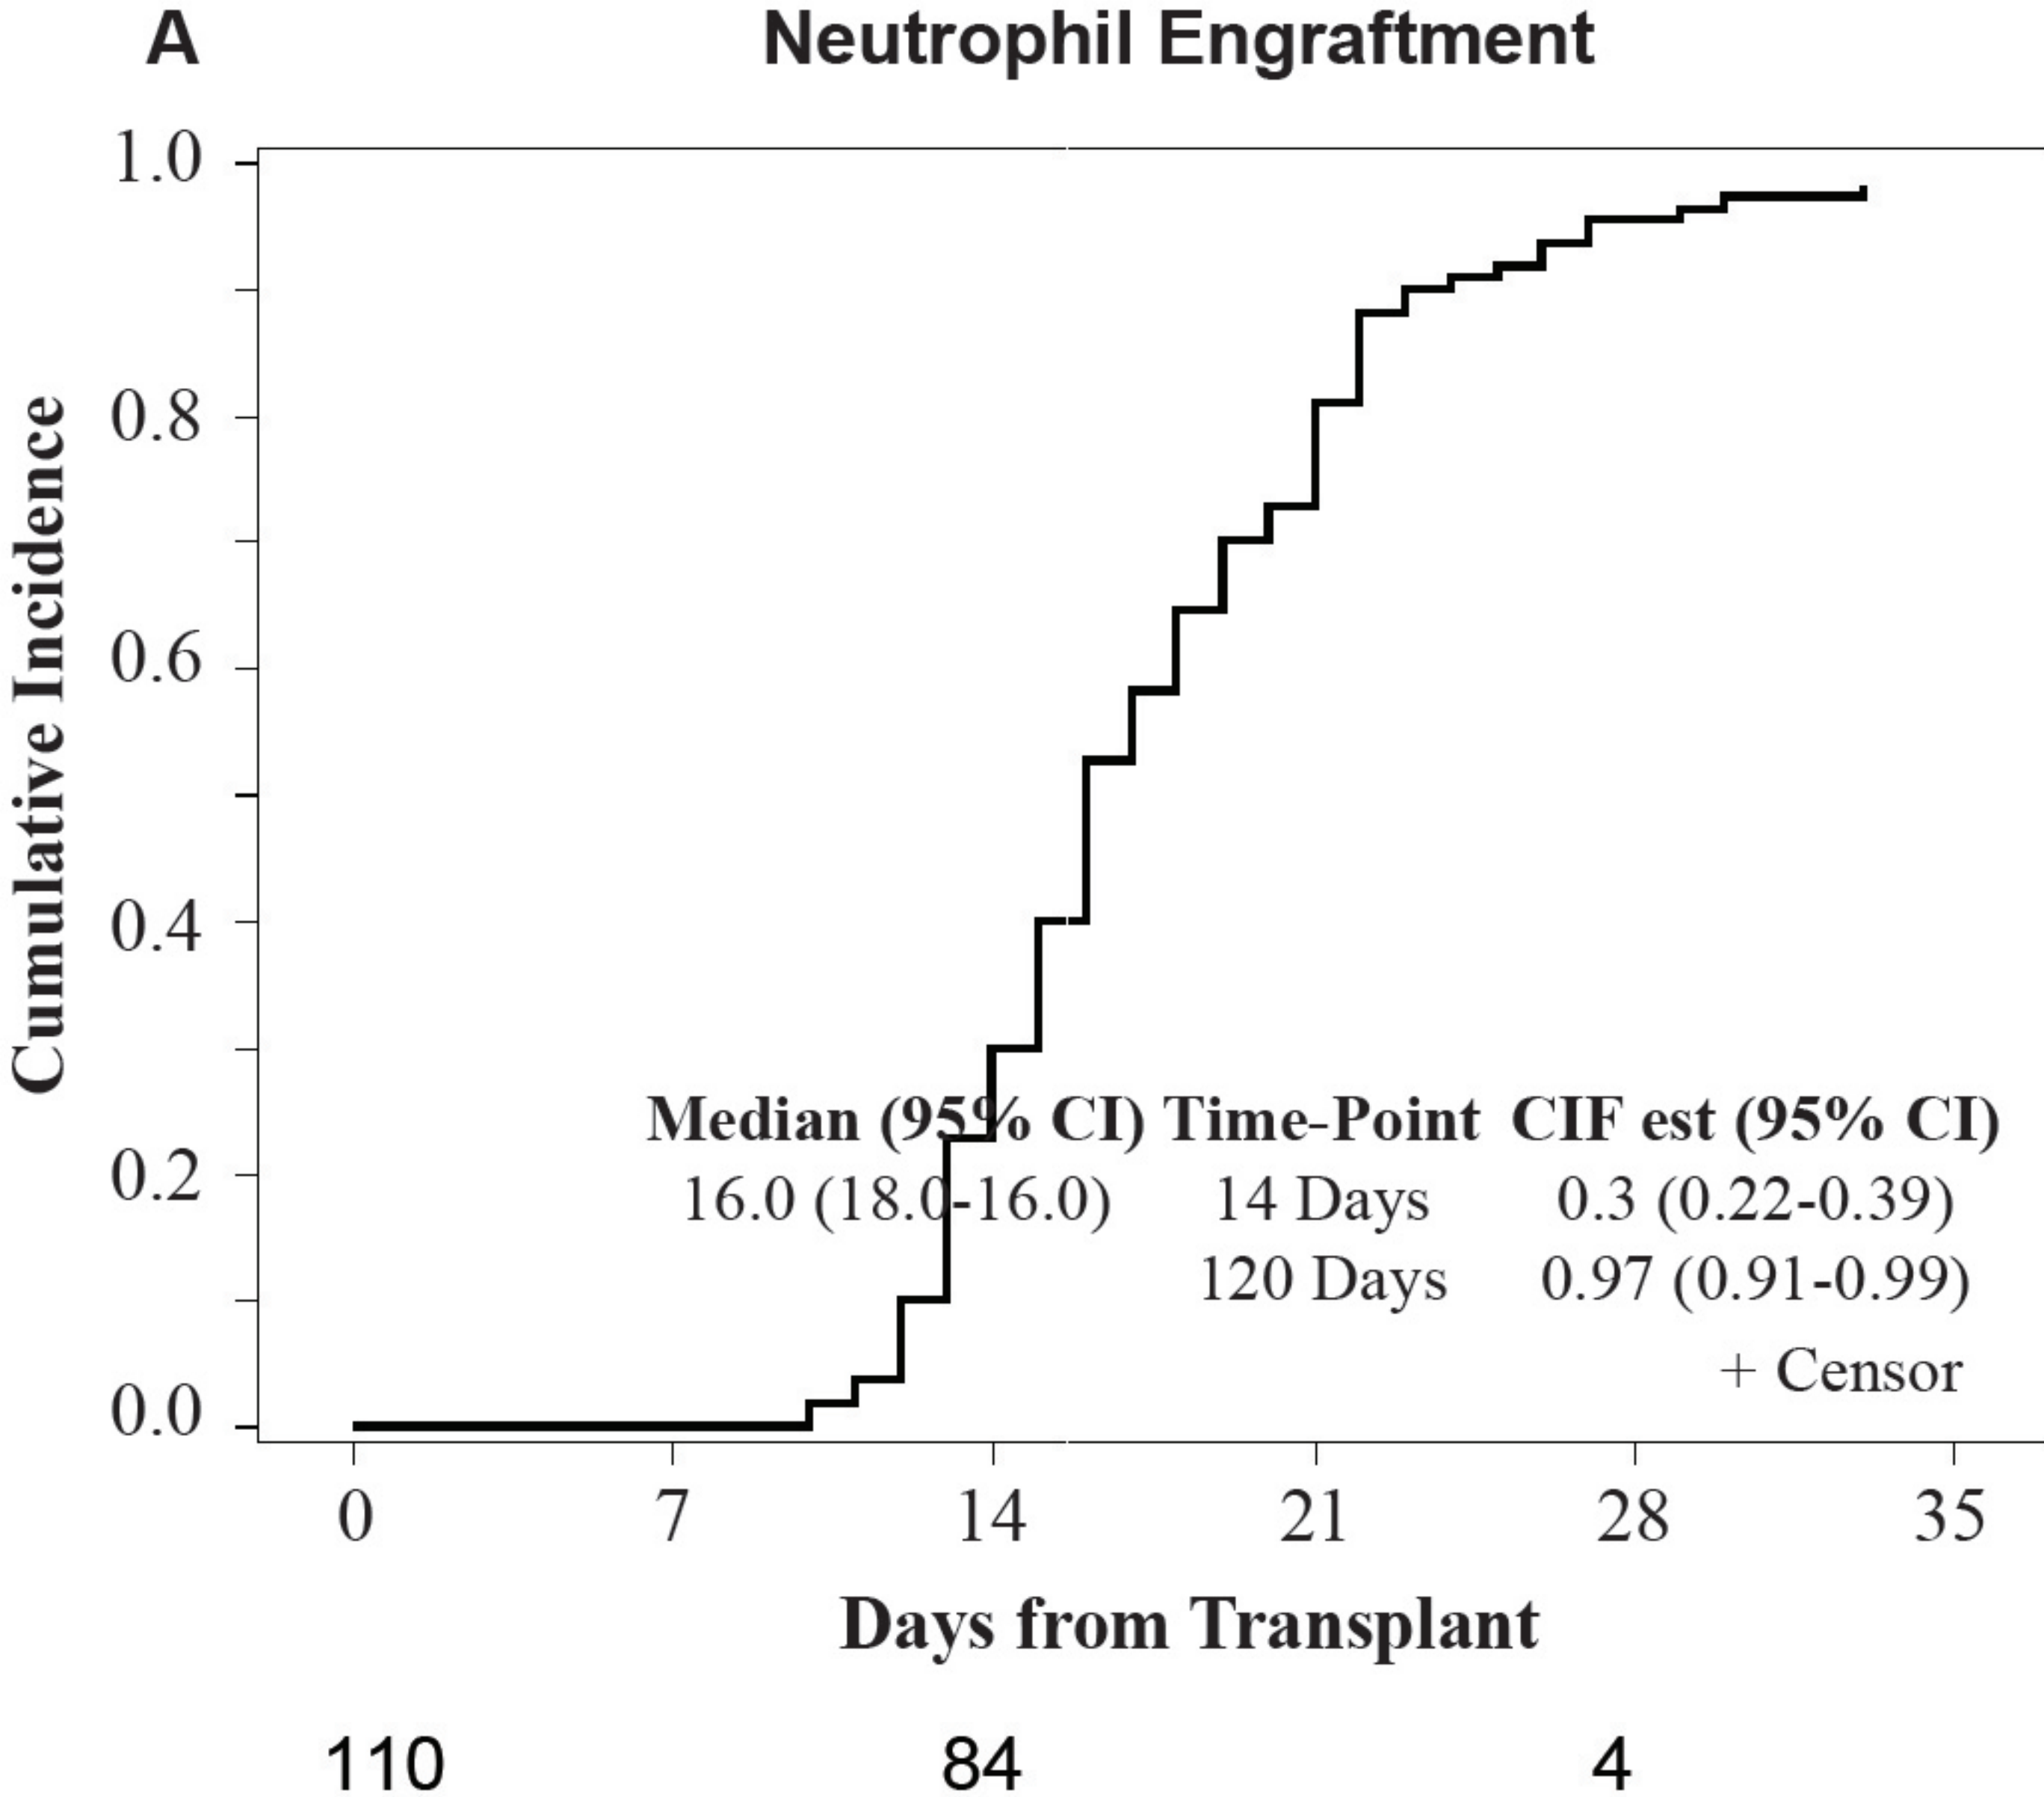 A Neutrophil Engraftment
1.0
0.8
0.6
0.4
0.2
0.0
Cumulative Incidence
Median (95% CI) Time-Point CIF est (95% CI)
16.0 (18.0-16.0) 14 Days 0.3 (0.22-0.39)
120 Days 0.97 (0.91-0.99)
+ Censor
0 7 14 21 28 35
Days from Transplant
110 84 4